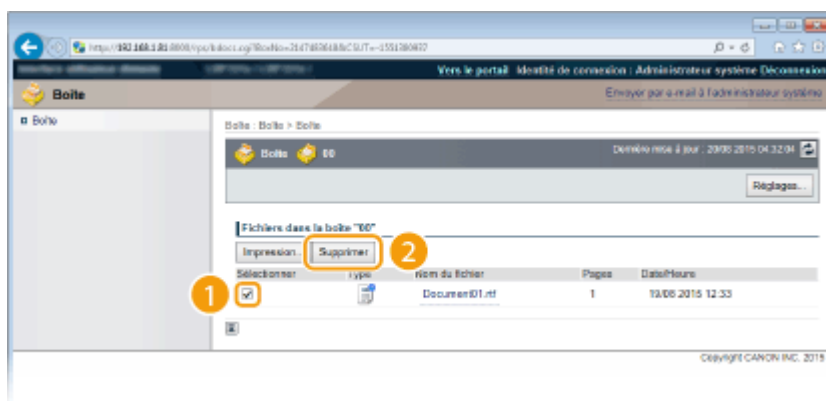 Vers le portail Identité de connexion : Administrateur système Déconnexion
Boîte
Envoyer par e-mail à l'administrateur système
Boîte
Boîte : Boîte > Boîte
Boîte 00
Dernière mise à jour : 20/08 2015 04:32:04
Réglages...
Fichiers dans la boîte "00"
Impression... Supprimer 2
Sélectionner Type Nom du fichier Pages Date/Heure
1 Document01.rtf 1 19/08 2015 12:33
Copyright CANON INC. 2015